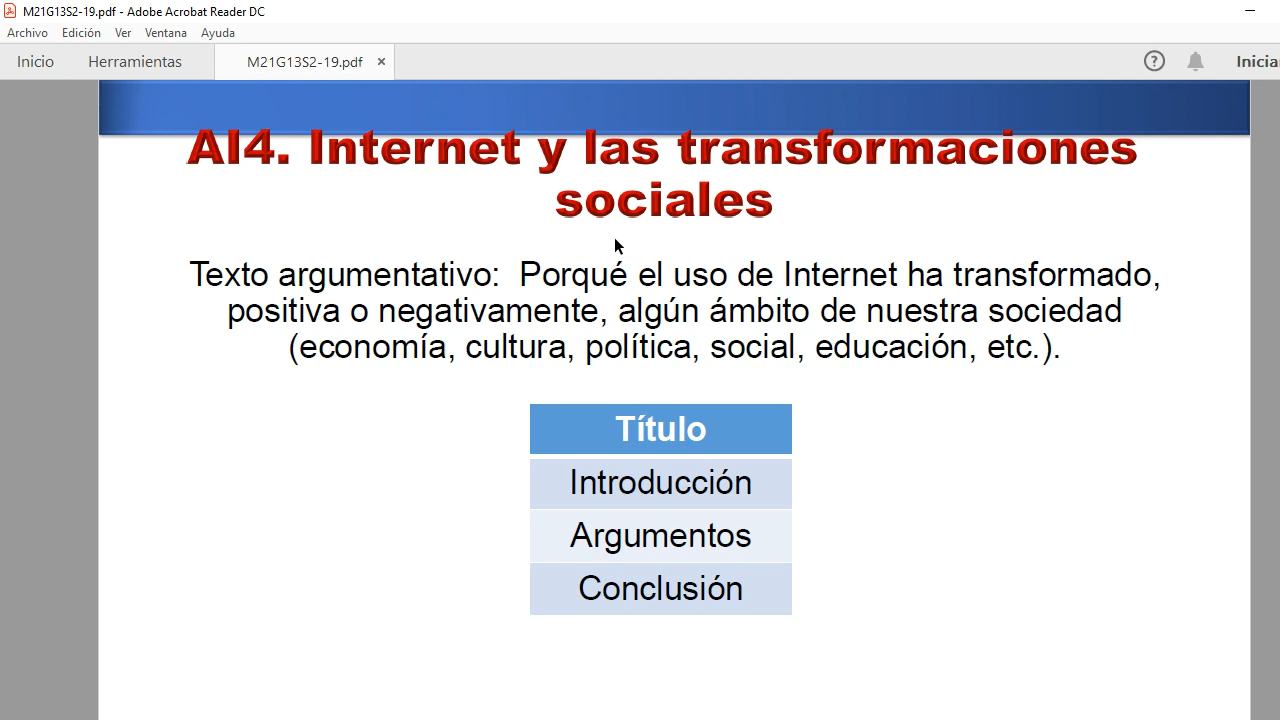 M21G13S2-19.pdf - Adobe Acrobat Reader DC
Archivo Edición Ver Ventana Ayuda
Inicio Herramientas M21G13S2-19.pdf × ? Inicia
AI4. Internet y las transformaciones
sociales
Texto argumentativo: Porqué el uso de Internet ha transformado,
positiva o negativamente, algún ámbito de nuestra sociedad
(economía, cultura, política, social, educación, etc.).
Título
Introducción
Argumentos
Conclusión